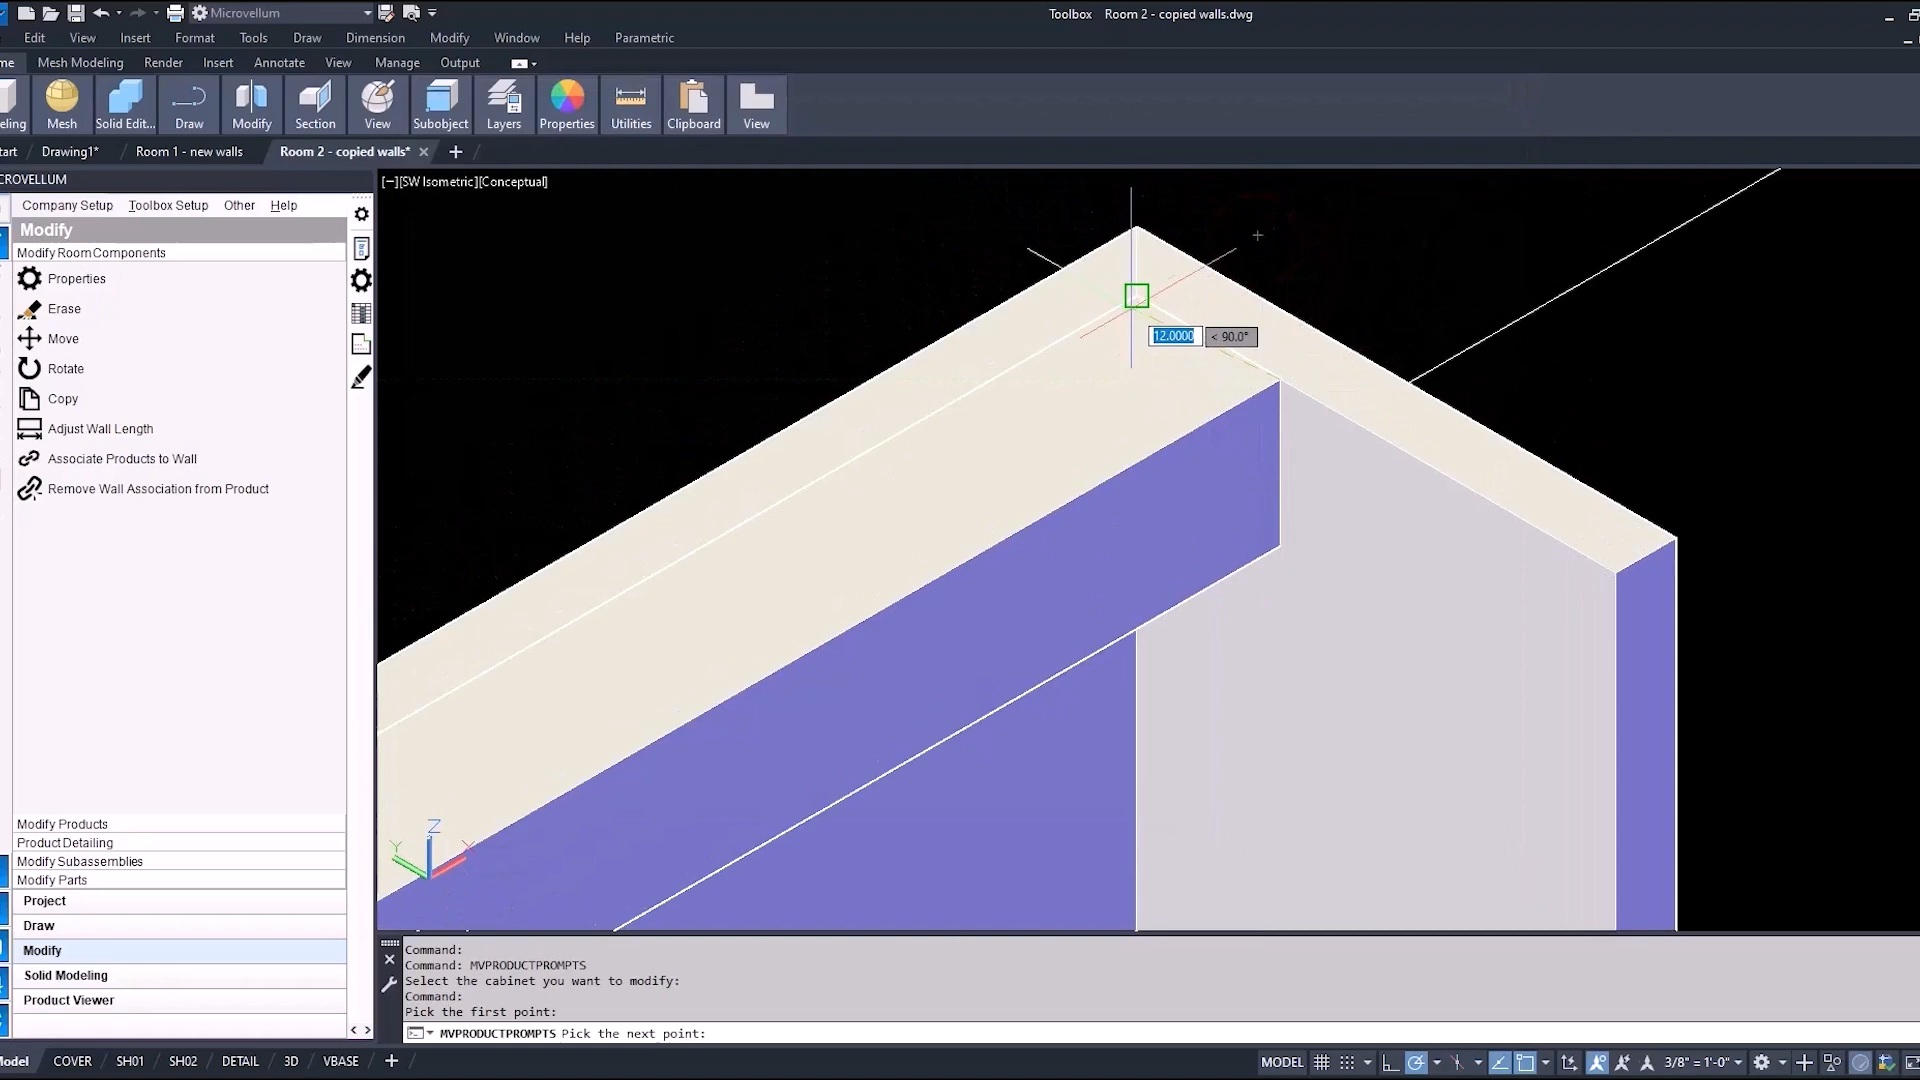 Microvellum
Toolbox Room 2 - copied walls.dwg
Edit View Insert Format Tools Draw Dimension Modify Window Help Parametric
me Mesh Modeling Render Insert Annotate View Manage Output
eling Mesh Solid Edit... Draw Modify Section View Subobject Layers Properties Utilities Clipboard View
tart Drawing1* Room 1 - new walls Room 2 - copied walls*
CROVELLUM
[−][SW Isometric][Conceptual]
Company Setup Toolbox Setup Other Help
Modify
Modify Room Components
Properties
Erase
Move
Rotate
Copy
Adjust Wall Length
Associate Products to Wall
Remove Wall Association from Product
12.0000 < 90.0°
Z
Y
X
Modify Products
Product Detailing
Modify Subassemblies
Modify Parts
Project
Draw
Modify
Solid Modeling
Product Viewer
Command:
Command: MVPRODUCTPROMPTS
Select the cabinet you want to modify:
Command:
Pick the first point:
MVPRODUCTPROMPTS Pick the next point:
Model COVER SH01 SH02 DETAIL 3D VBASE
MODEL 3/8" = 1'-0"